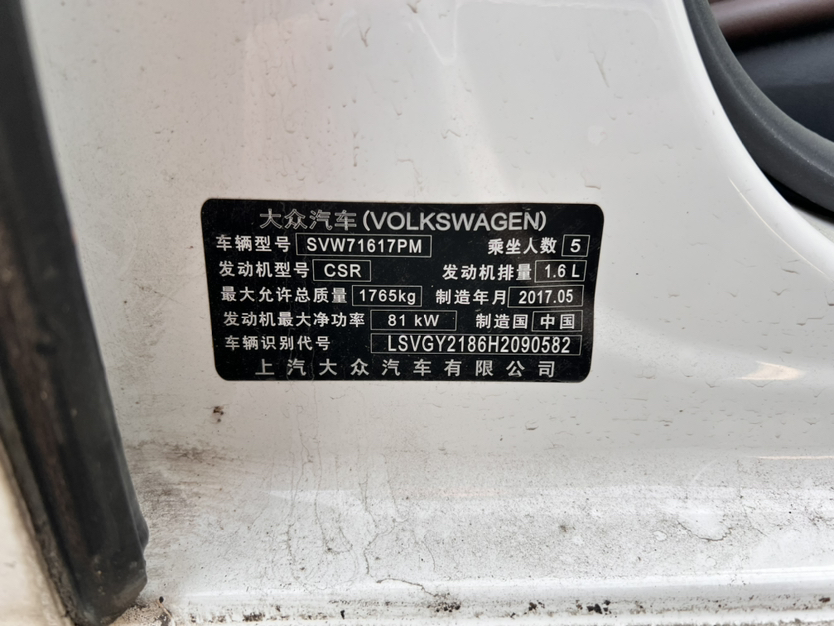 大众汽车(VOLKSWAGEN)
车辆型号 SVW71617PM 乘坐人数 5
发动机型号 CSR 发动机排量 1.6 L
最大允许总质量 1765kg 制造年月 2017.05
发动机最大净功率 81 kW 制造国 中国
车辆识别代号 LSVGY2186H2090582
上汽大众汽车有限公司